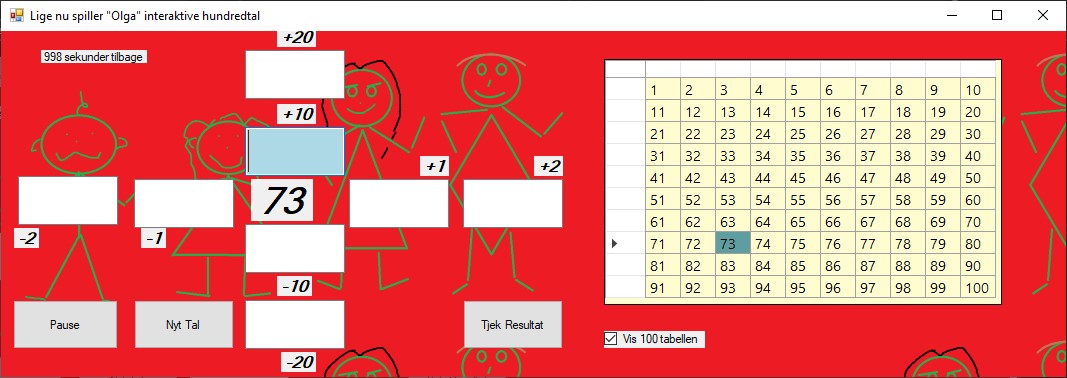 Lige nu spiller "Olga" interaktive hundredtal
998 sekunder tilbage
+20
+10
+1
+2
73
-2
-1
-10
-20
Pause
Nyt Tal
Tjek Resultat
1 2 3 4 5 6 7 8 9 10
11 12 13 14 15 16 17 18 19 20
21 22 23 24 25 26 27 28 29 30
31 32 33 34 35 36 37 38 39 40
41 42 43 44 45 46 47 48 49 50
51 52 53 54 55 56 57 58 59 60
61 62 63 64 65 66 67 68 69 70
71 72 73 74 75 76 77 78 79 80
81 82 83 84 85 86 87 88 89 90
91 92 93 94 95 96 97 98 99 100
Vis 100 tabellen